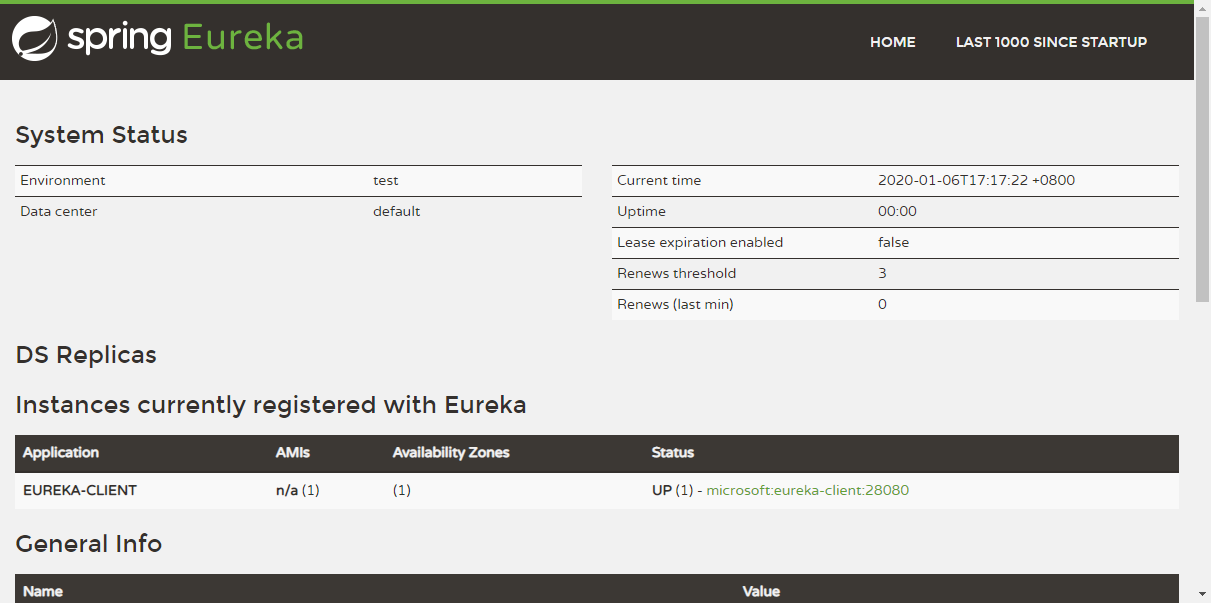 spring Eureka
HOME LAST 1000 SINCE STARTUP
System Status
Environment test
Data center default
Current time 2020-01-06T17:17:22 +0800
Uptime 00:00
Lease expiration enabled false
Renews threshold 3
Renews (last min) 0
DS Replicas
Instances currently registered with Eureka
Application AMIs Availability Zones Status
EUREKA-CLIENT n/a (1) (1) UP (1) - microsoft:eureka-client:28080
General Info
Name Value